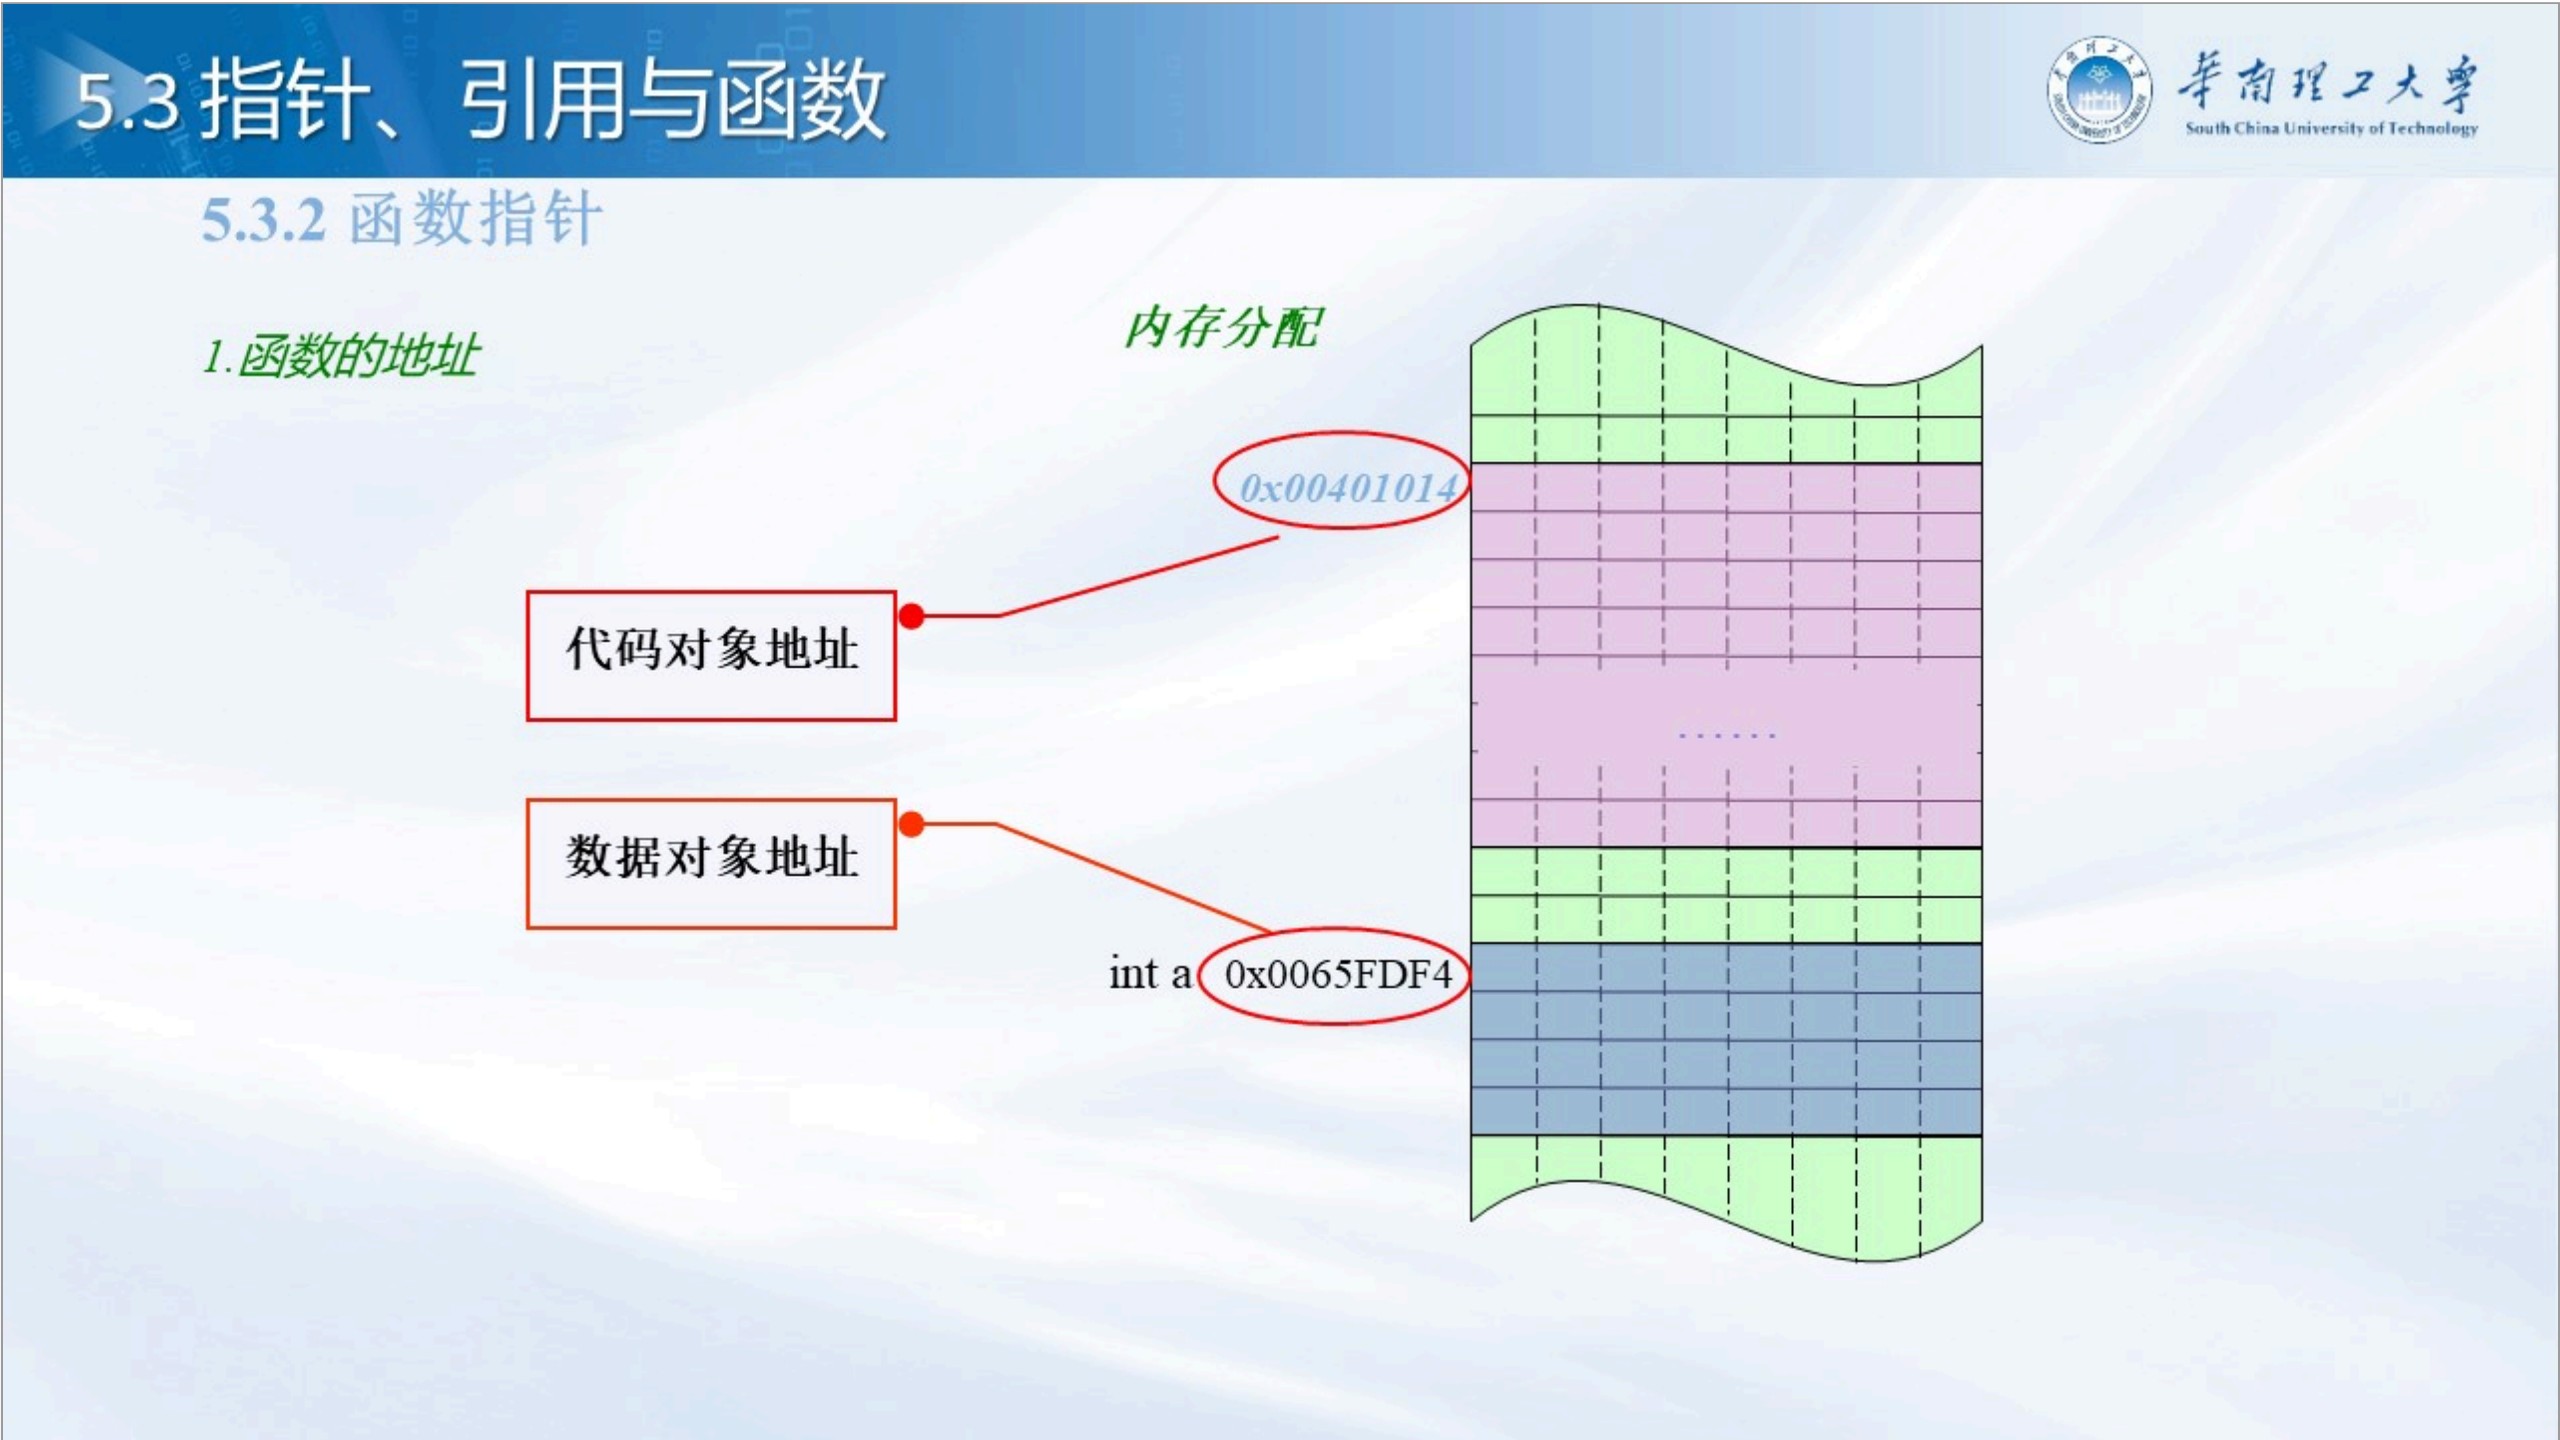 5.3 指针、引用与函数
华南理工大学
South China University of Technology
5.3.2 函数指针
1.函数的地址
内存分配
0x00401014
代码对象地址
......
数据对象地址
int a 0x0065FDF4